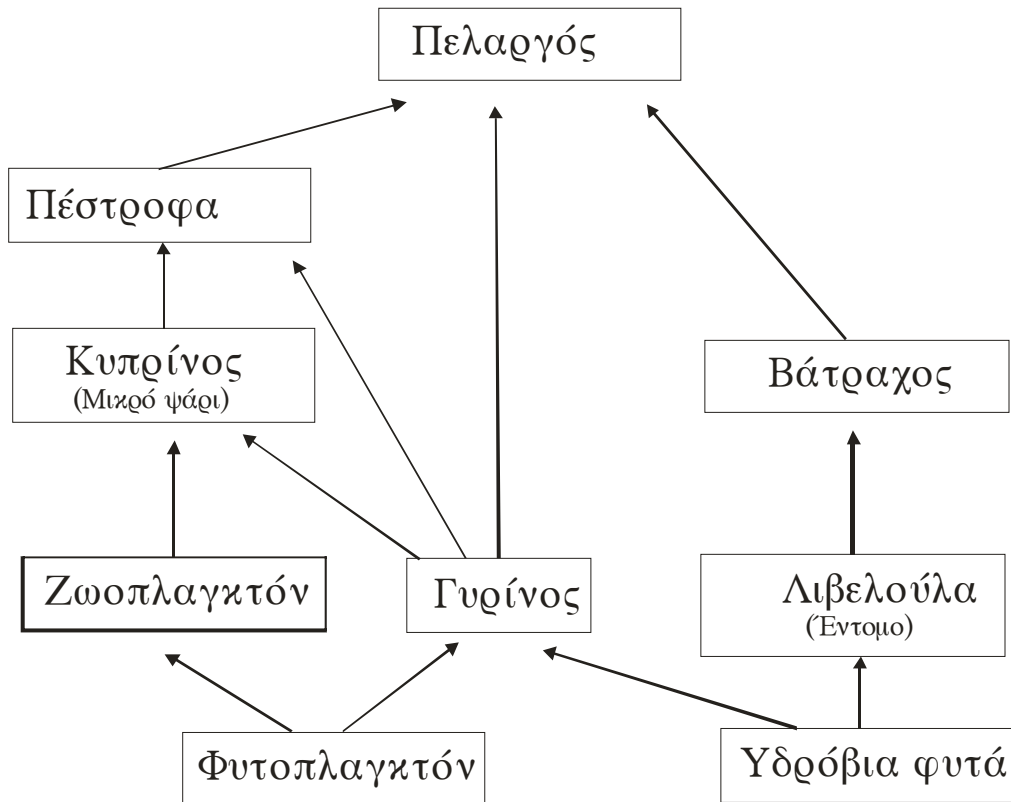 Πελαργός
Πέστροφα
Κυπρίνος
(Μικρό ψάρι)
Βάτραχος
Ζωοπλαγκτόν
Γυρίνος
Λιβελούλα
(Έντομο)
Φυτοπλαγκτόν
Υδρόβια φυτά